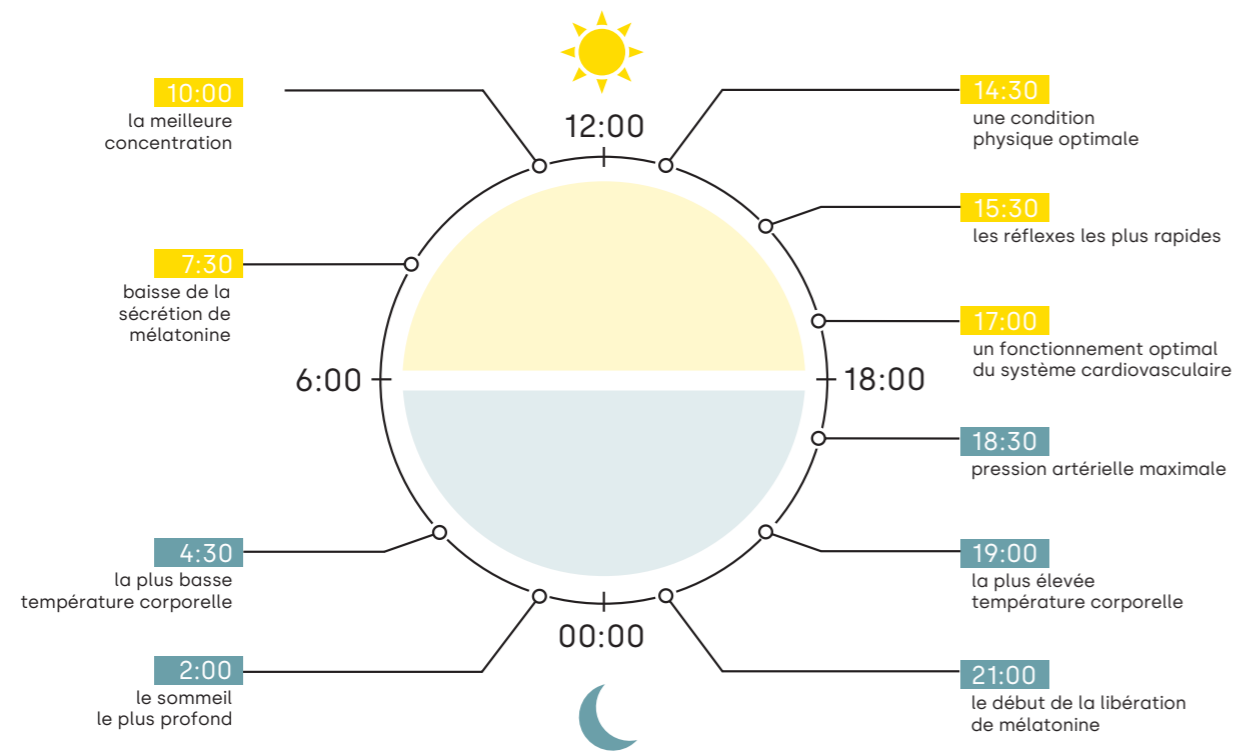 10:00
la meilleure
concentration
7:30
baisse de la
sécrétion de
mélatonine
6:00
4:30
la plus basse
température corporelle
2:00
le sommeil
le plus profond
12:00
00:00
18:00
14:30
une condition
physique optimale
15:30
les réflexes les plus rapides
17:00
un fonctionnement optimal
du système cardiovasculaire
18:30
pression artérielle maximale
19:00
la plus élevée
température corporelle
21:00
le début de la libération
de mélatonine